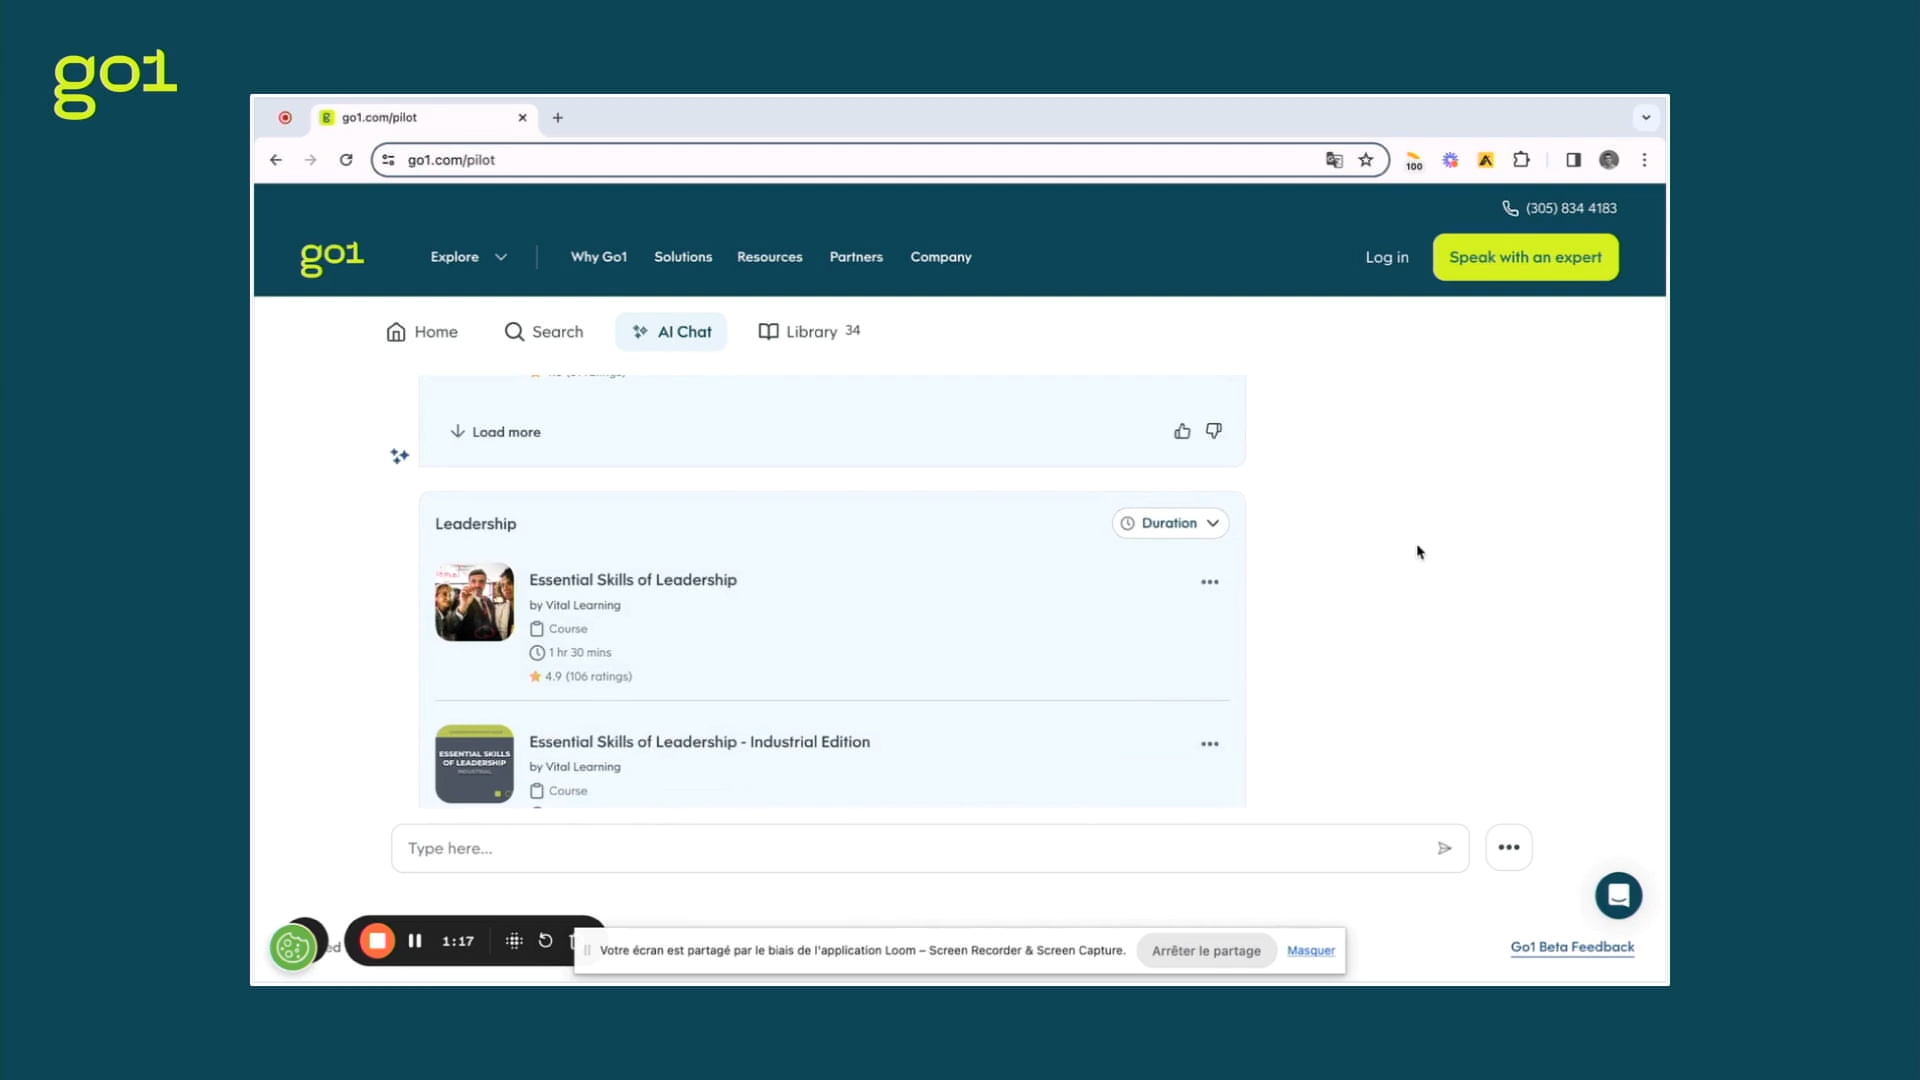 go1
go1.com/pilot
go1.com/pilot
100
(305) 834 4183
go1
Explore
Why Go1
Solutions
Resources
Partners
Company
Log in
Speak with an expert
Home
Search
AI Chat
Library 34
Load more
Leadership
Duration
Essential Skills of Leadership
by Vital Learning
Course
1 hr 30 mins
4.9 (106 ratings)
ESSENTIAL SKILLS
OF LEADERSHIP
INDUSTRIAL
Essential Skills of Leadership - Industrial Edition
by Vital Learning
Course
Type here...
1:17
Votre écran est partagé par le biais de l'application Loom – Screen Recorder & Screen Capture.
Arrêter le partage
Masquer
Go1 Beta Feedback